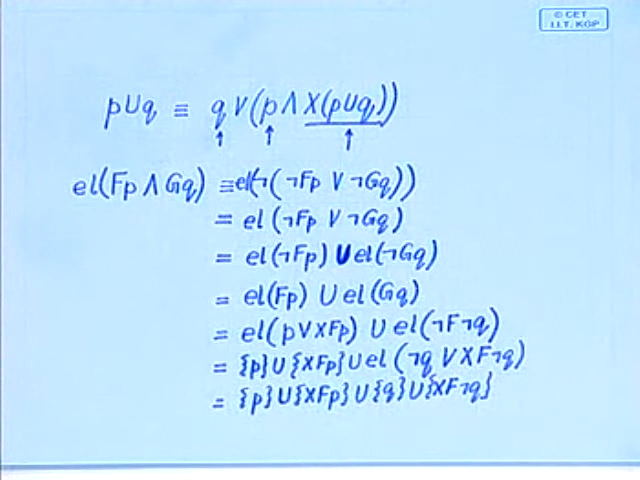 © CET
I.I.T. KGP
pUq ≡ q ∨ (p ∧ X(pUq))
el(Fp ∧ Gq) ≡ el(¬(¬Fp ∨ ¬Gq))
= el (¬Fp ∨ ¬Gq)
= el (¬Fp) ∪ el(¬Gq)
= el(Fp) ∪ el(Gq)
= el(p∨XFp) ∪ el(¬F¬q)
= {p}∪{XFp}∪el (¬q ∨XF¬q)
= {p}∪{XFp}∪{q}∪{XF¬q}